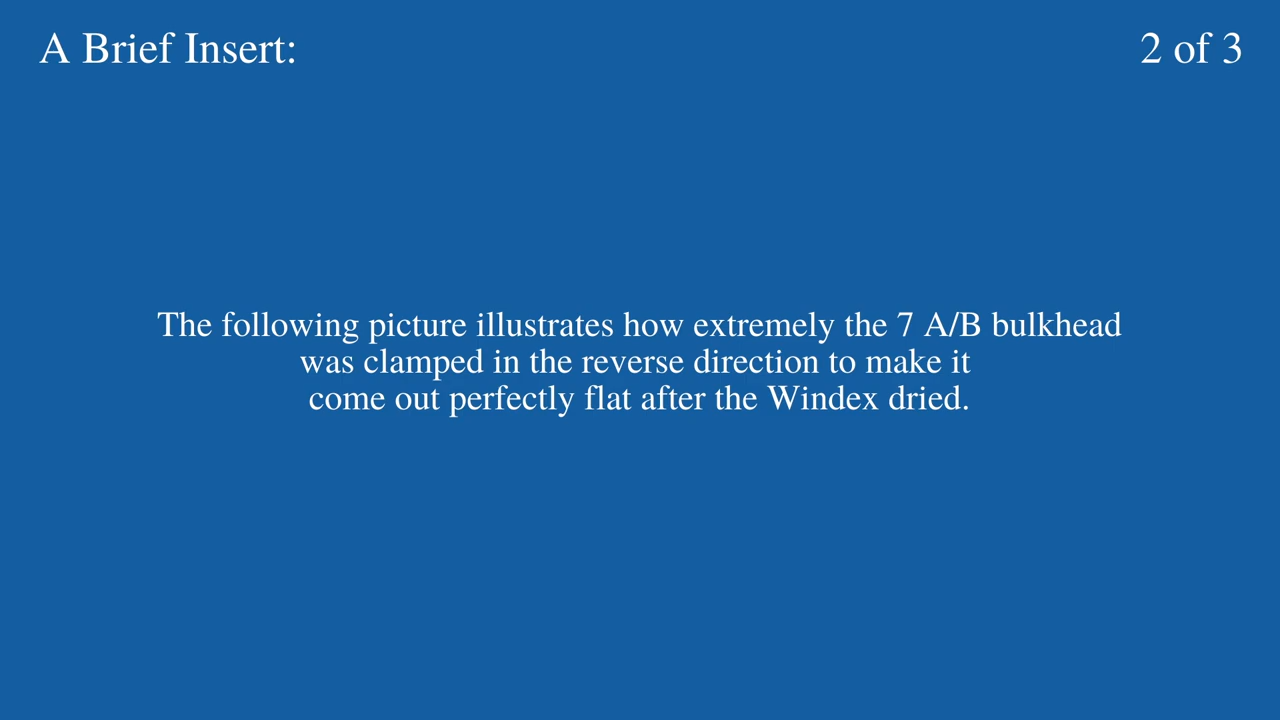 A Brief Insert:
2 of 3
The following picture illustrates how extremely the 7 A/B bulkhead
was clamped in the reverse direction to make it
come out perfectly flat after the Windex dried.